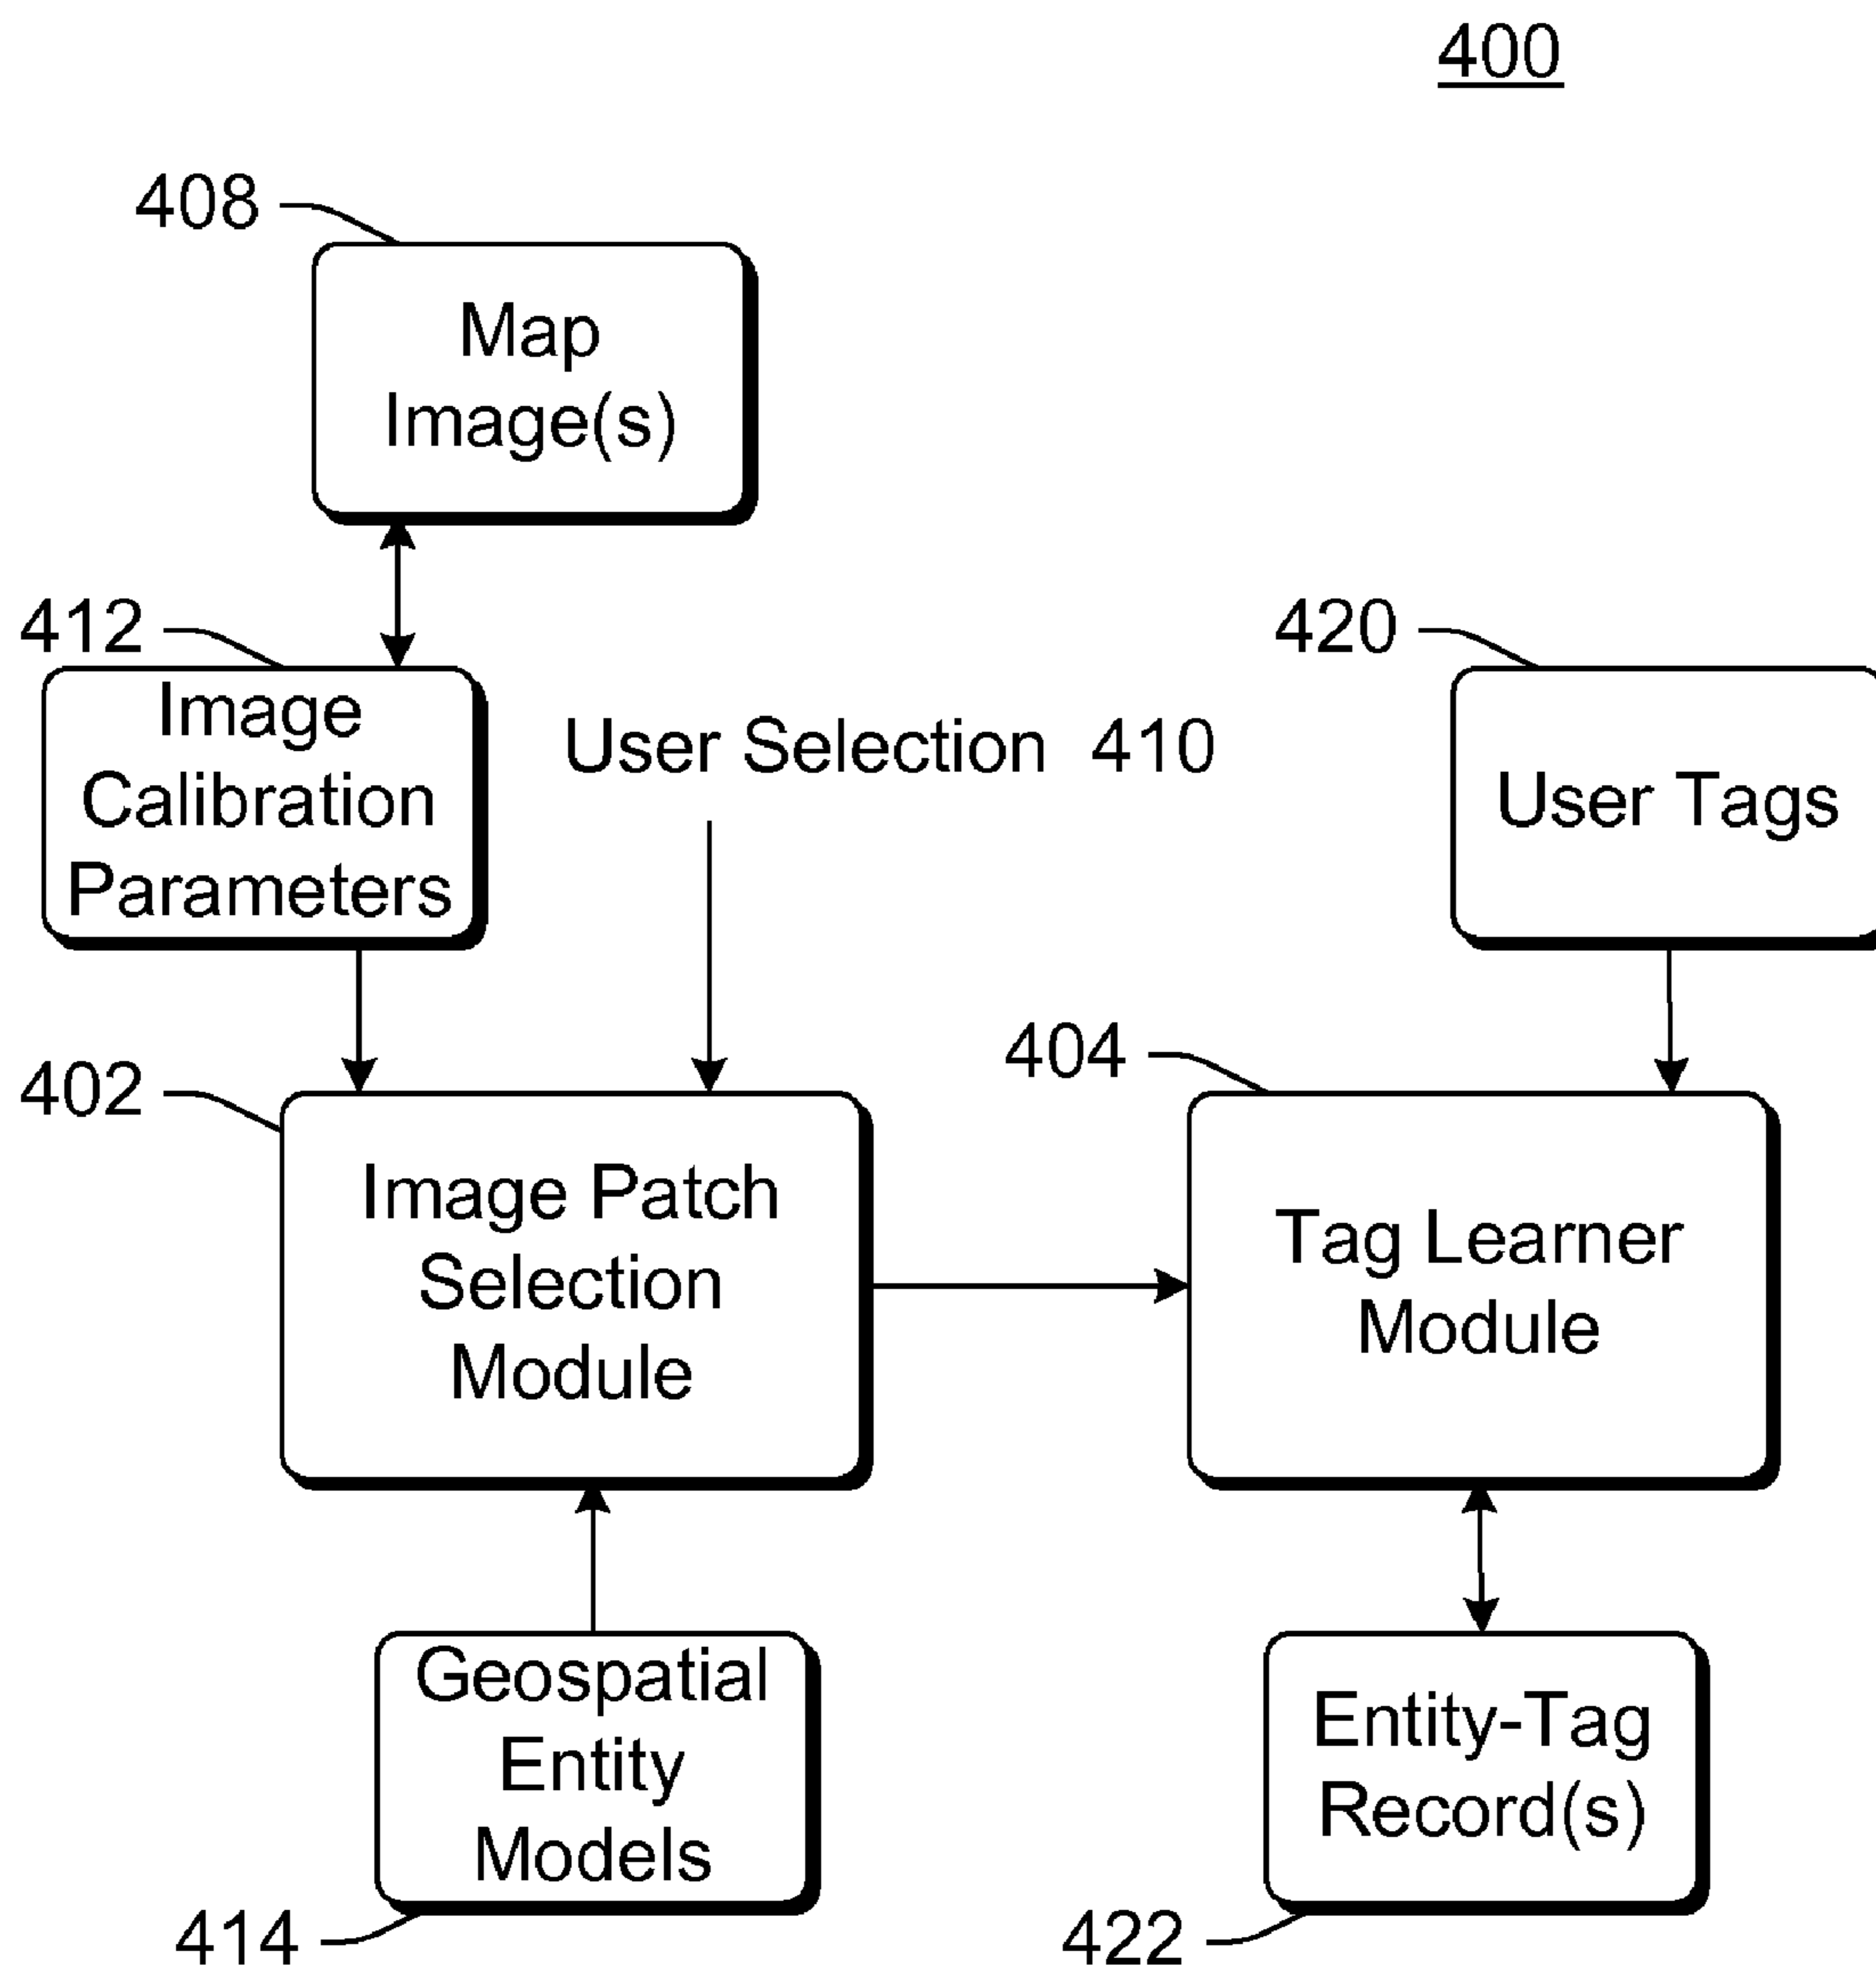 400
408
Map
Image(s)
412
Image
Calibration
Parameters
User Selection 410
420
User Tags
402
Image Patch
Selection
Module
404
Tag Learner
Module
Geospatial
Entity
Models
414
Entity-Tag
Record(s)
422